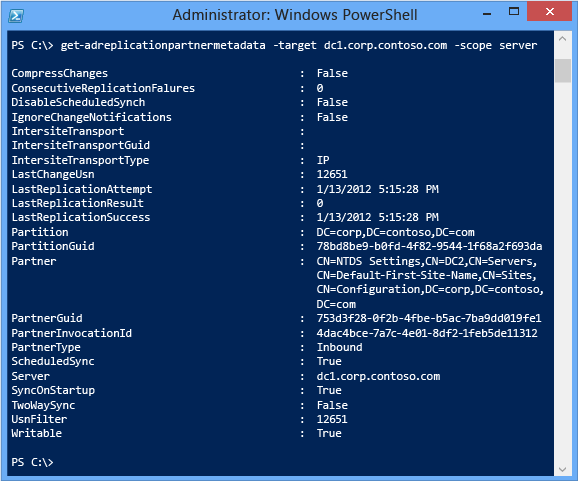 Administrator: Windows PowerShell
PS C:\> get-adreplicationpartnermetadata -target dc1.corp.contoso.com -scope server
CompressChanges : False
ConsecutiveReplicationFalures : 0
DisableScheduledSynch : False
IgnoreChangeNotifications : False
IntersiteTransport :
IntersiteTransportGuid :
IntersiteTransportType : IP
LastChangeUsn : 12651
LastReplicationAttempt : 1/13/2012 5:15:28 PM
LastReplicationResult : 0
LastReplicationSuccess : 1/13/2012 5:15:28 PM
Partition : DC=corp,DC=contoso,DC=com
PartitionGuid : 78bd8be9-b0fd-4f82-9544-1f68a2f693da
Partner : CN=NTDS Settings,CN=DC2,CN=Servers,
CN=Default-First-Site-Name,CN=Sites,
CN=Configuration,DC=corp,DC=contoso,
DC=com
PartnerGuid : 753d3f28-0f2b-4fbe-b5ac-7ba9dd019fe1
PartnerInvocationId : 4dac4bce-7a7c-4e01-8df2-1feb5de11312
PartnerType : Inbound
ScheduledSync : True
Server : dc1.corp.contoso.com
SyncOnStartup : True
TwoWaySync : False
UsnFilter : 12651
Writable : True
PS C:\>